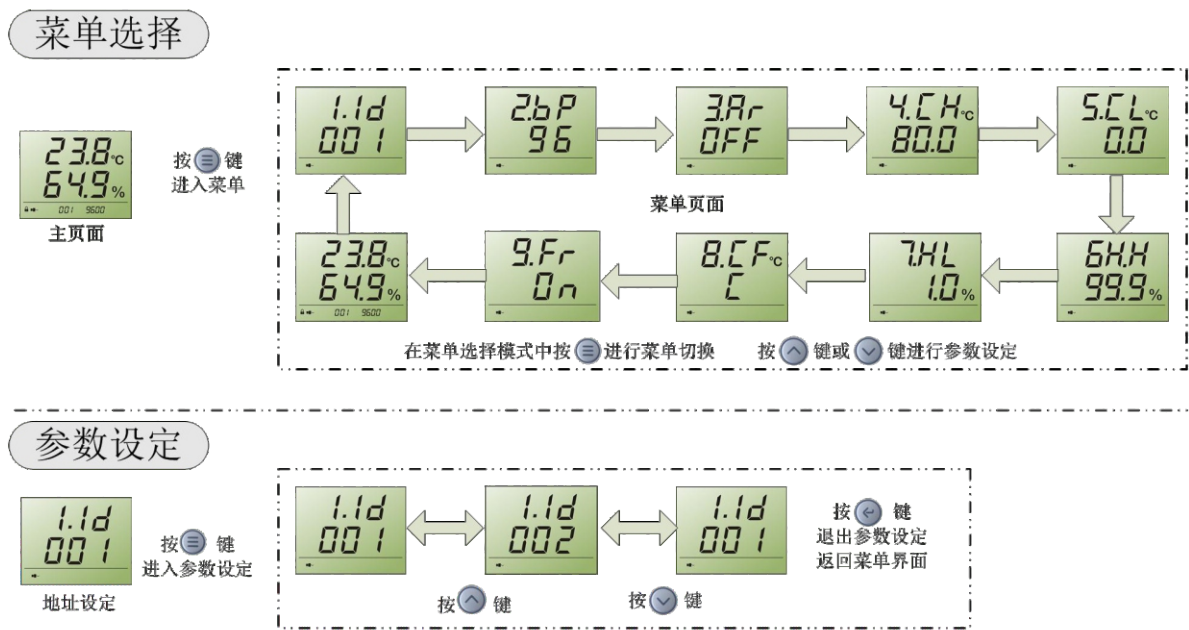 菜单选择
1.Id
001
2.bP
96
3.Ar
OFF
4.CH℃
80.0
5.CL℃
0.0
23.8℃
64.9%
001 9600
主页面
按键
进入菜单
菜单页面
23.8℃
64.9%
001 9600
9.Fr
On
8.CF℃
C
7.HL
1.0%
6H.H
99.9%
在菜单选择模式中按进行菜单切换
按键或键进行参数设定
参数设定
1.Id
001
地址设定
按键
进入参数设定
1.Id
001
1.Id
002
1.Id
001
按键
按键
按键
退出参数设定
返回菜单界面